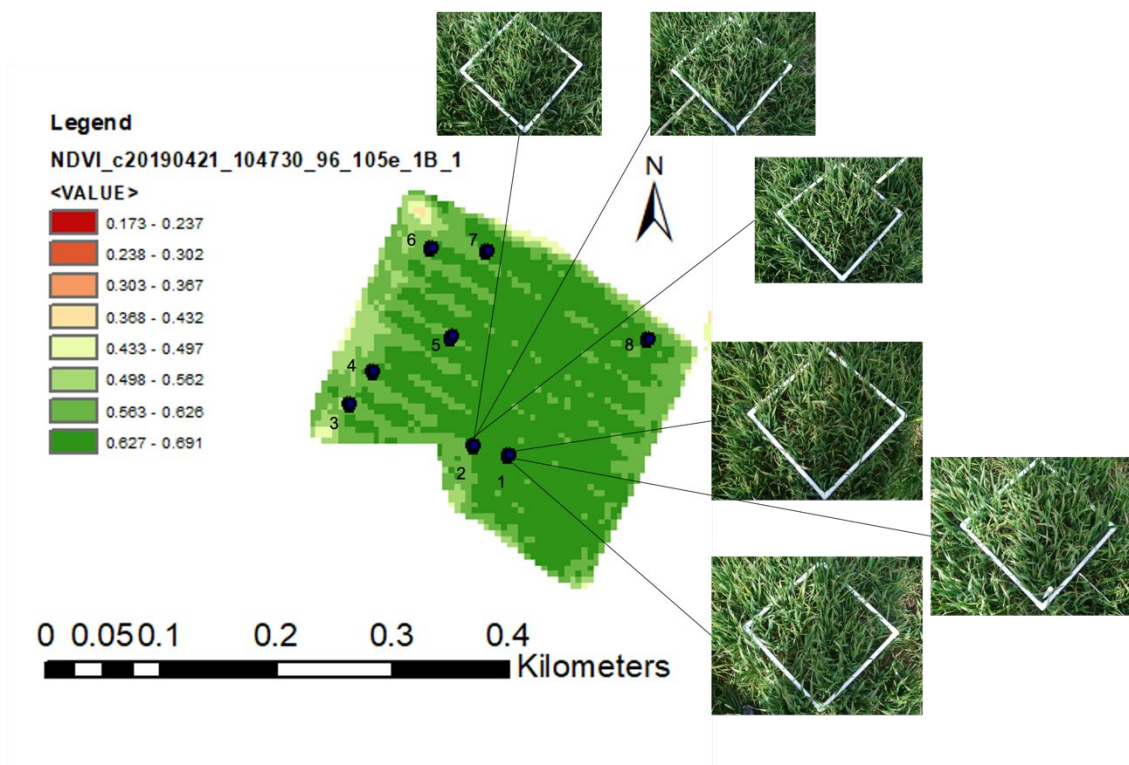 Legend
NDVI_c20190421_104730_96_105e_1B_1
<VALUE>
0.173 - 0.237
0.238 - 0.302
0.303 - 0.367
0.368 - 0.432
0.433 - 0.497
0.498 - 0.562
0.563 - 0.626
0.627 - 0.691
N
6
7
5
8
4
3
2
1
0 0.05 0.1 0.2 0.3 0.4
Kilometers